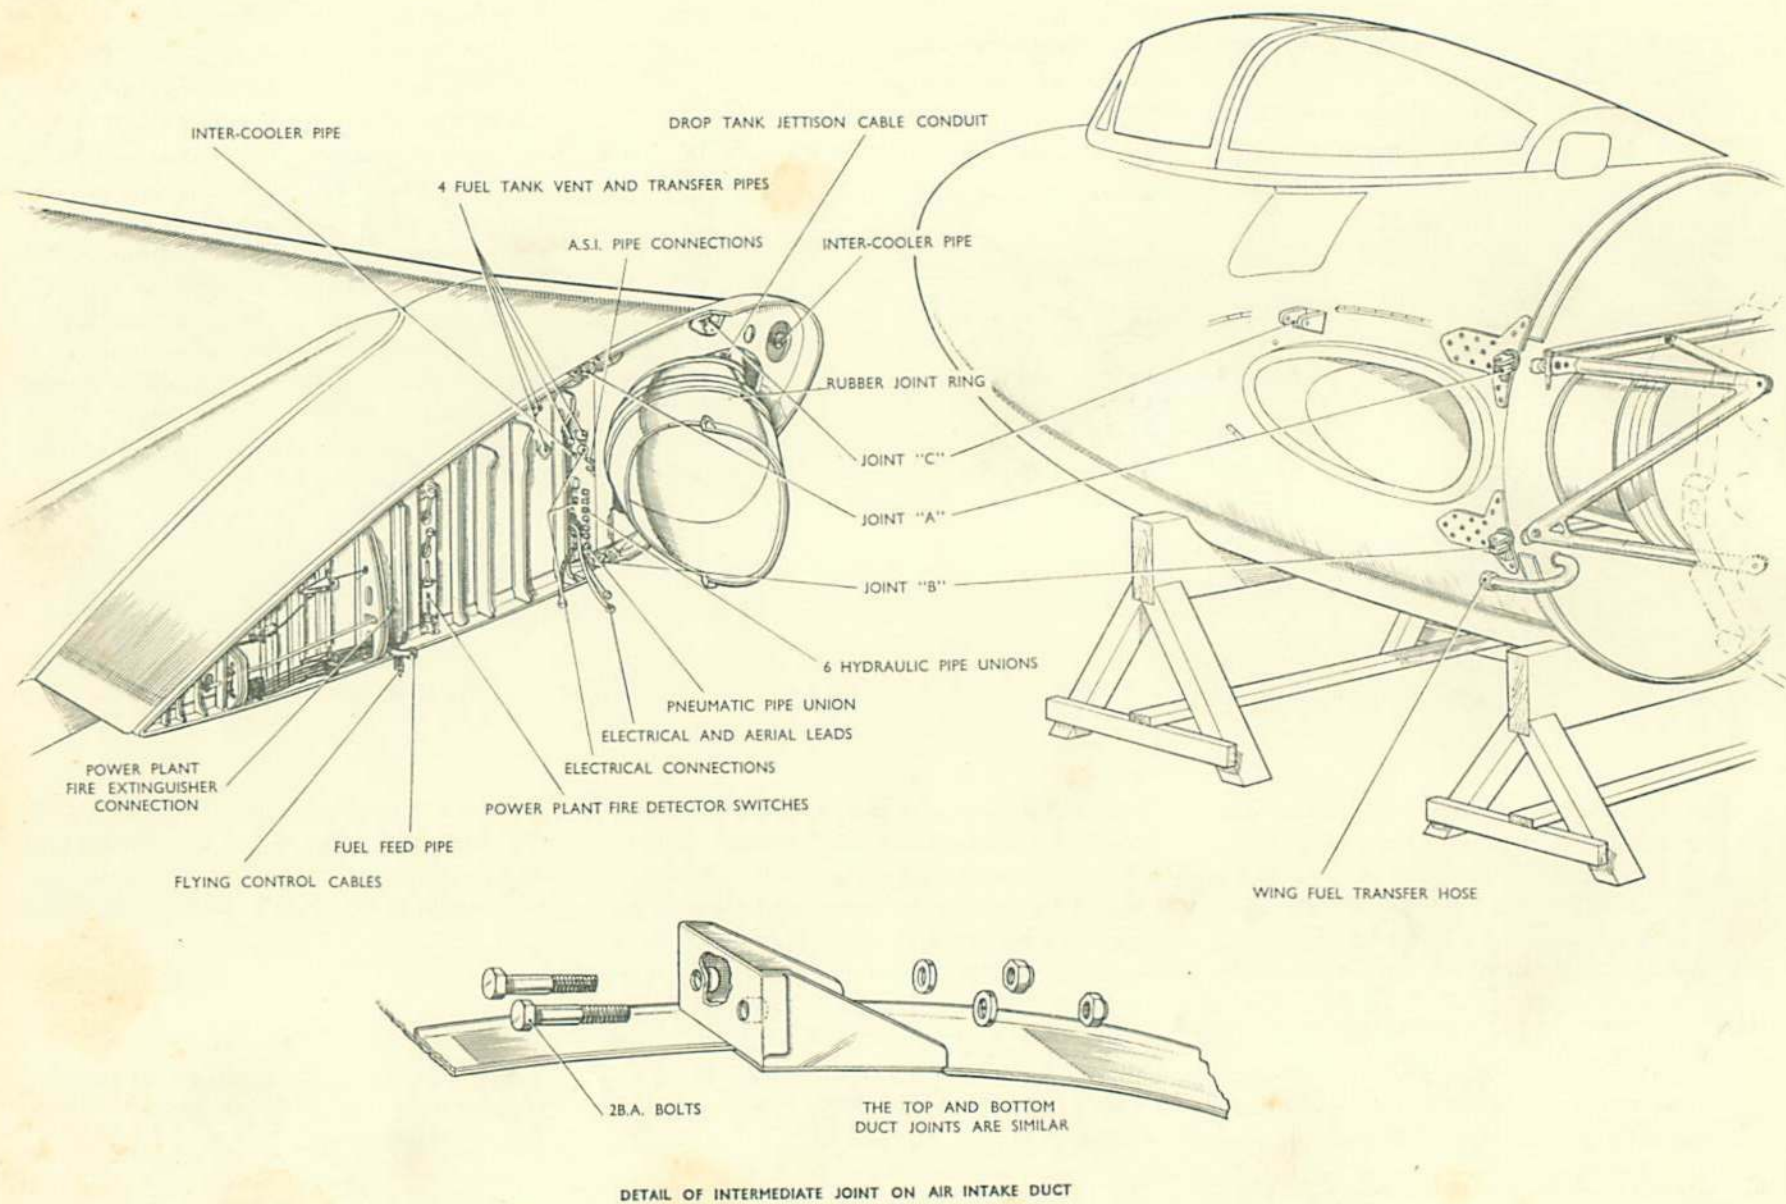 INTER-COOLER PIPE
DROP TANK JETTISON CABLE CONDUIT
4 FUEL TANK VENT AND TRANSFER PIPES
A.S.I. PIPE CONNECTIONS
INTER-COOLER PIPE
RUBBER JOINT RING
JOINT "C"
JOINT "A"
JOINT "B"
6 HYDRAULIC PIPE UNIONS
PNEUMATIC PIPE UNION
ELECTRICAL AND AERIAL LEADS
ELECTRICAL CONNECTIONS
POWER PLANT FIRE DETECTOR SWITCHES
POWER PLANT
FIRE EXTINGUISHER
CONNECTION
FUEL FEED PIPE
FLYING CONTROL CABLES
WING FUEL TRANSFER HOSE
2B.A. BOLTS
THE TOP AND BOTTOM
DUCT JOINTS ARE SIMILAR
DETAIL OF INTERMEDIATE JOINT ON AIR INTAKE DUCT